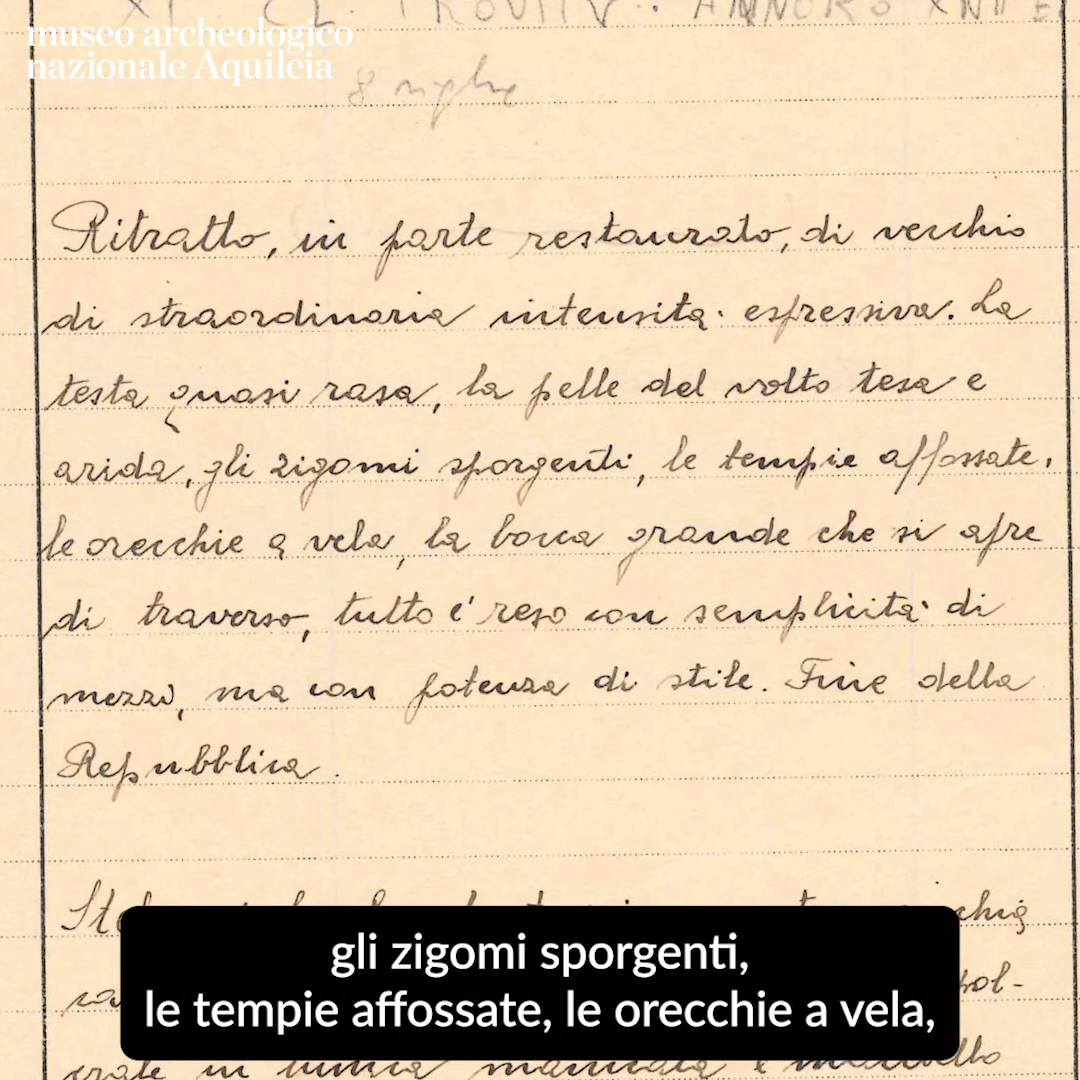 museo archeologico
nazionale Aquileia
8 righe
Ritratto, in parte restaurato, di vecchio
di straordinaria intensità espressiva. La
testa quasi rasa, la pelle del volto tesa e
arida, gli zigomi sporgenti, le tempie affossate,
le orecchie a vela, la bocca grande che si apre
di traverso, tutto é reso con semplicità di
mezzi, ma con potenza di stile. Fine della
Repubblica.
gli zigomi sporgenti,
le tempie affossate, le orecchie a vela,